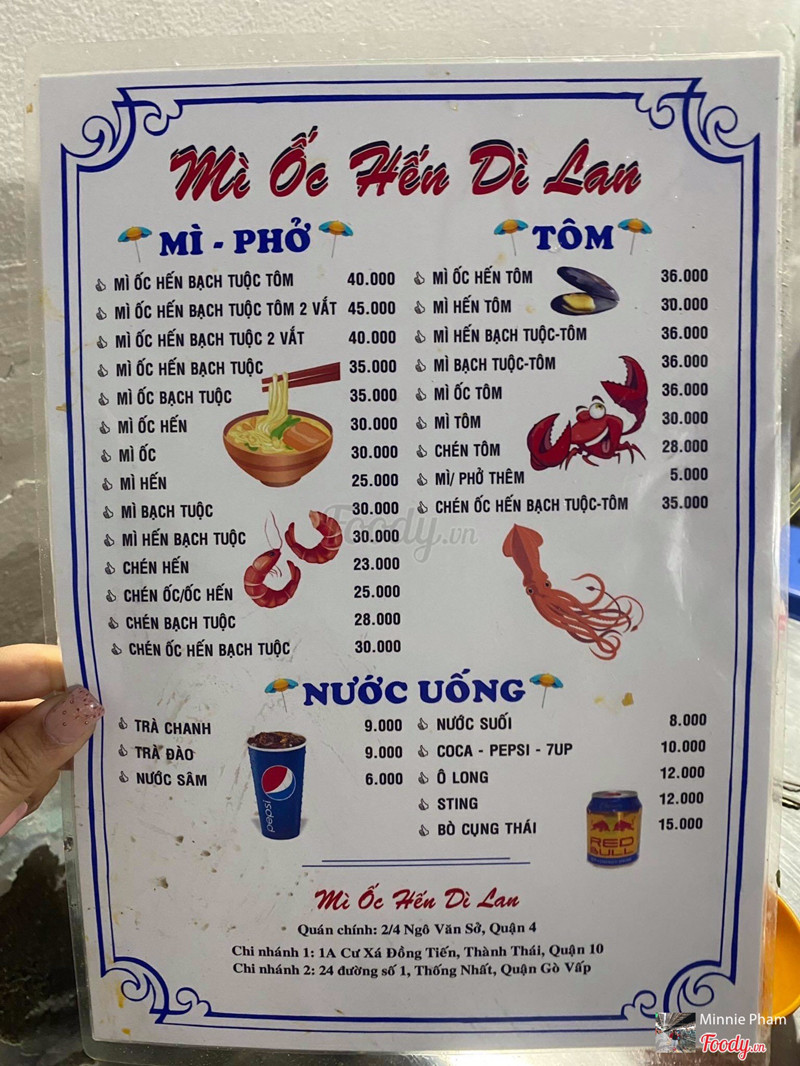 Mì Ốc Hến Dì Lan
MÌ - PHỞ
MÌ ỐC HẾN BẠCH TUỘC TÔM 40.000
MÌ ỐC HẾN BẠCH TUỘC TÔM 2 VẮT 45.000
MÌ ỐC HẾN BẠCH TUỘC 2 VẮT 40.000
MÌ ỐC HẾN BẠCH TUỘC 35.000
MÌ ỐC BẠCH TUỘC 35.000
MÌ ỐC HẾN 30.000
MÌ ỐC 30.000
MÌ HẾN 25.000
MÌ BẠCH TUỘC 30.000
MÌ HẾN BẠCH TUỘC 30.000
CHÉN HẾN 23.000
CHÉN ỐC/ỐC HẾN 25.000
CHÉN BẠCH TUỘC 28.000
CHÉN ỐC HẾN BẠCH TUỘC 30.000
TÔM
MÌ ỐC HẾN TÔM 36.000
MÌ HẾN TÔM 30.000
MÌ HẾN BẠCH TUỘC-TÔM 36.000
MÌ BẠCH TUỘC-TÔM 36.000
MÌ ỐC TÔM 36.000
MÌ TÔM 30.000
CHÉN TÔM 28.000
MÌ/ PHỞ THÊM 5.000
CHÉN ỐC HẾN BẠCH TUỘC-TÔM 35.000
Foody.vn
NƯỚC UỐNG
TRÀ CHANH 9.000
TRÀ ĐÀO 9.000
NƯỚC SÂM 6.000
pepsi
NƯỚC SUỐI 8.000
COCA - PEPSI - 7UP 10.000
Ô LONG 12.000
STING 12.000
BÒ CỤNG THÁI 15.000
RED
BULL
Mì Ốc Hến Dì Lan
Quán chính: 2/4 Ngô Văn Sở, Quận 4
Chi nhánh 1: 1A Cư Xá Đồng Tiến, Thành Thái, Quận 10
Chi nhánh 2: 24 đường số 1, Thống Nhất, Quận Gò Vấp
Minnie Pham
Foody.vn